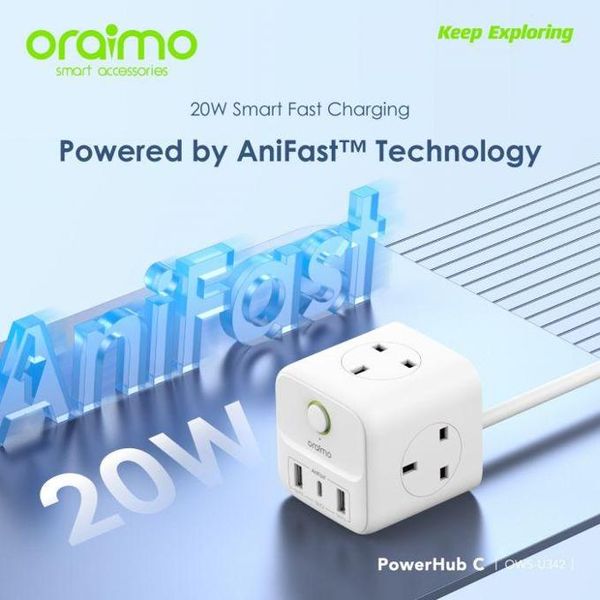 oraimo
smart accessories
Keep Exploring
20W Smart Fast Charging
Powered by AniFast™ Technology
AniFast
20W
oraimo
AniFast
PowerHub C | OWS-U342 |